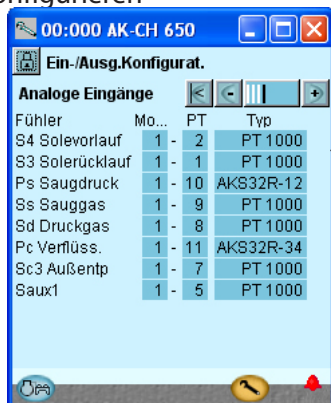 onfigurieren
00:000 AK-CH 650
Ein-/Ausg.Konfigurat.
Analoge Eingänge
Fühler Mo... PT Typ
S4 Solevorlauf 1 - 2 PT 1000
S3 Solerücklauf 1 - 1 PT 1000
Ps Saugdruck 1 - 10 AKS32R-12
Ss Sauggas 1 - 9 PT 1000
Sd Druckgas 1 - 8 PT 1000
Pc Verflüss. 1 - 11 AKS32R-34
Sc3 Außentp 1 - 7 PT 1000
Saux1 1 - 5 PT 1000